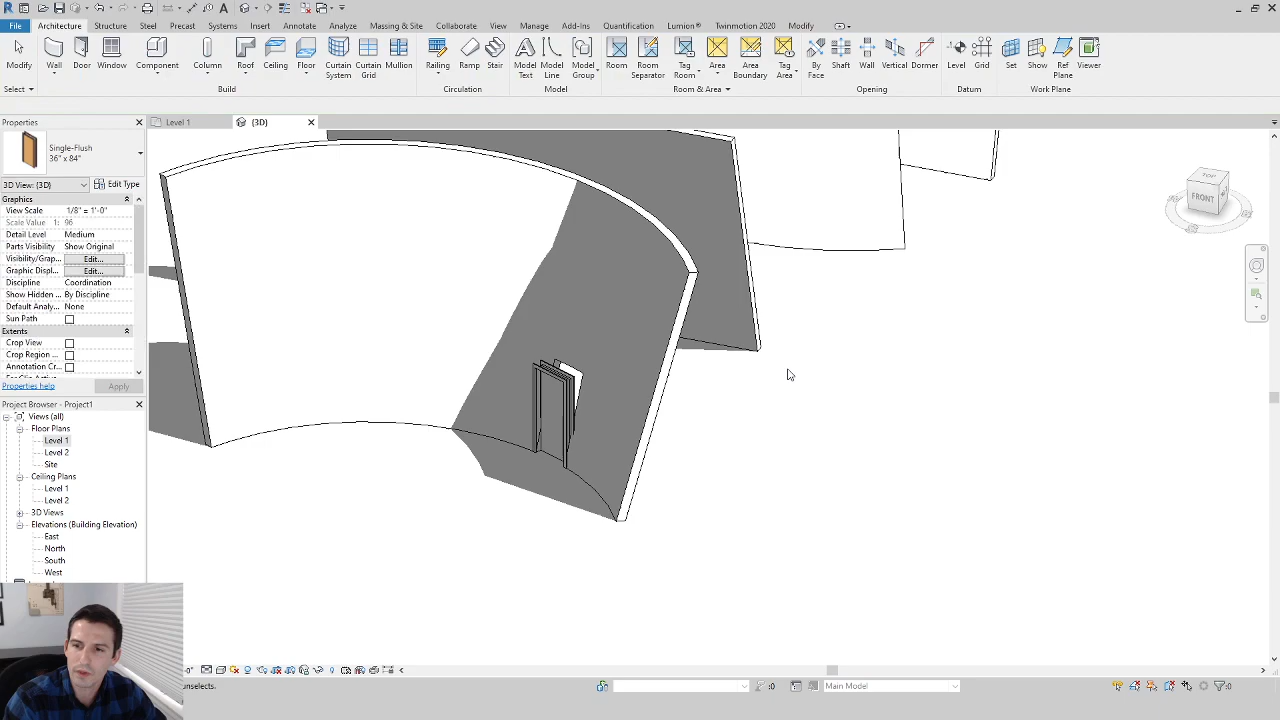 File Architecture Structure Steel Precast Systems Insert Annotate Analyze Massing & Site Collaborate View Manage Add-Ins Quantification Lumion® Twinmotion 2020 Modify
Modify Wall Door Window Component Column Roof Ceiling Floor Curtain System Curtain Grid Mullion Railing Ramp Stair Model Text Model Line Model Group Room Room Separator Tag Room Area Area Boundary Tag Area By Face Shaft Wall Vertical Dormer Level Grid Set Show Ref Plane Viewer
Select Build Circulation Model Room & Area Opening Datum Work Plane
Properties
Level 1
{3D}
Single-Flush
36" x 84"
3D View: {3D} Edit Type
Graphics
View Scale 1/8" = 1'-0"
Scale Value 1: 96
Detail Level Medium
Parts Visibility Show Original
Visibility/Grap... Edit...
Graphic Displ... Edit...
Discipline Coordination
Show Hidden ... By Discipline
Default Analy... None
Sun Path
Extents
Crop View
Crop Region ...
Annotation Cr...
Properties help Apply
Project Browser - Project1
Views (all)
Floor Plans
Level 1
Level 2
Site
Ceiling Plans
Level 1
Level 2
3D Views
Elevations (Building Elevation)
East
North
South
West
TOP
FRONT
unselects.
:0
Main Model
:0